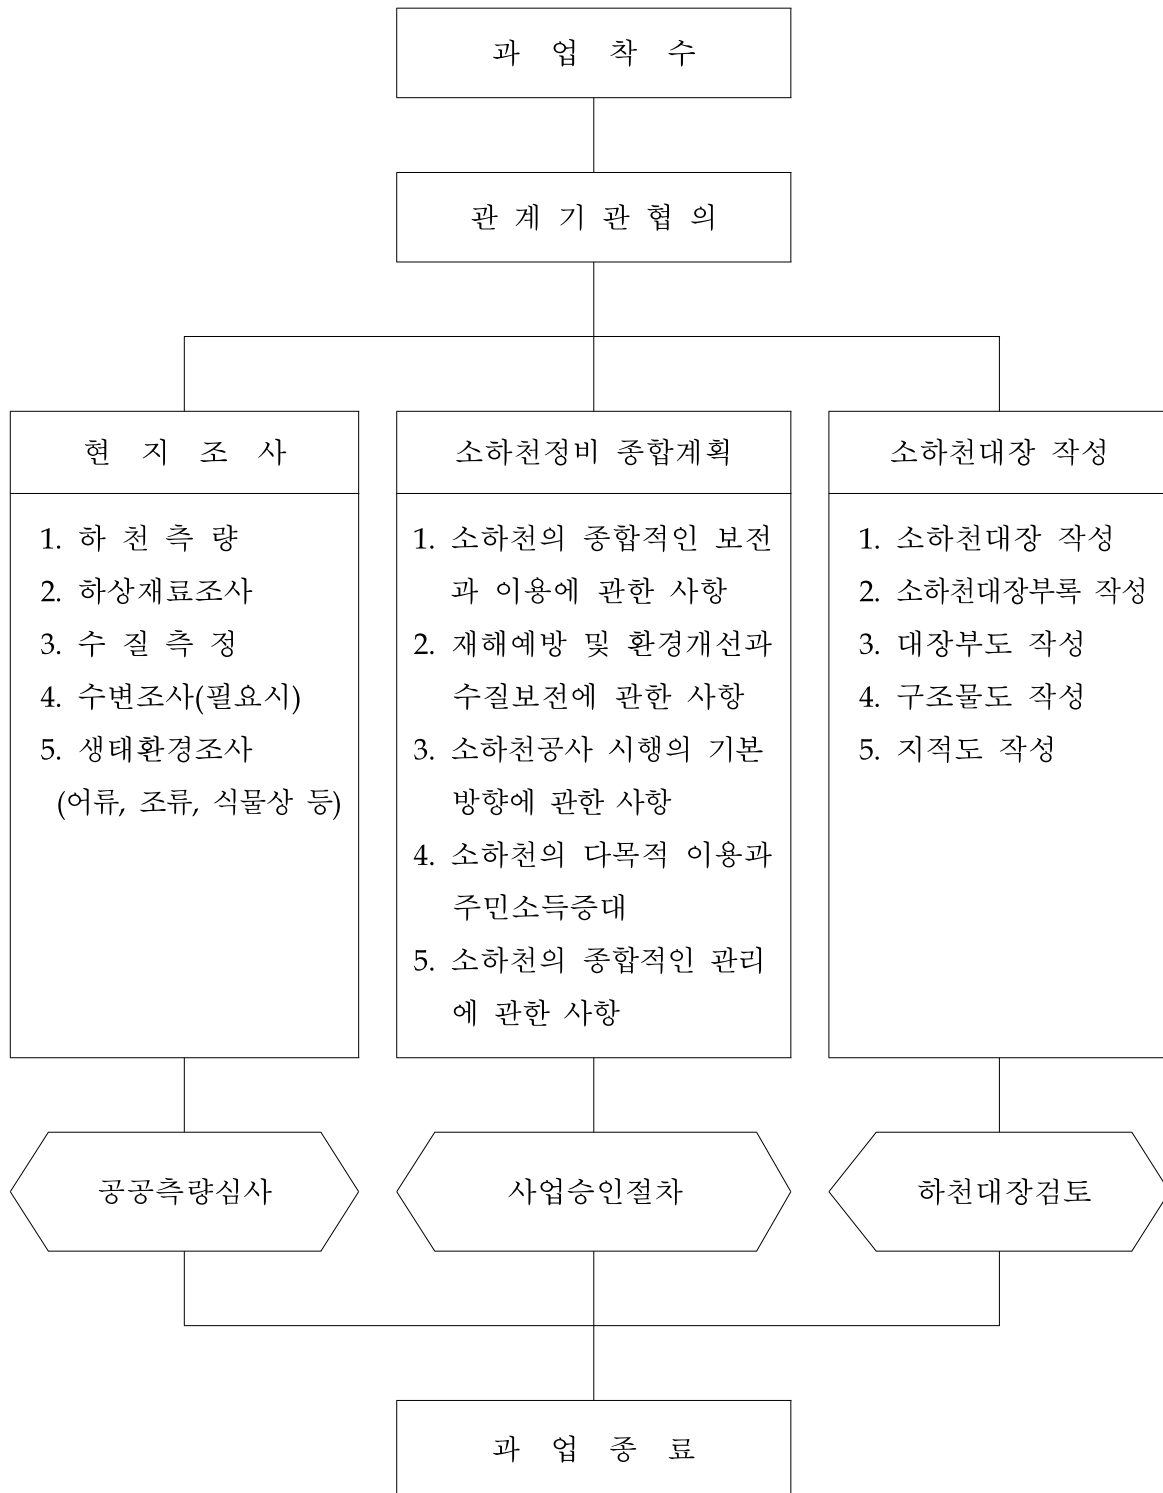 과 업 착 수
관 계 기 관 협 의
현 지 조 사
1. 하 천 측 량
2. 하상재료조사
3. 수 질 측 정
4. 수변조사(필요시)
5. 생태환경조사
(어류, 조류, 식물상 등)
소하천정비 종합계획
1. 소하천의 종합적인 보전
과 이용에 관한 사항
2. 재해예방 및 환경개선과
수질보전에 관한 사항
3. 소하천공사 시행의 기본
방향에 관한 사항
4. 소하천의 다목적 이용과
주민소득증대
5. 소하천의 종합적인 관리
에 관한 사항
소하천대장 작성
1. 소하천대장 작성
2. 소하천대장부록 작성
3. 대장부도 작성
4. 구조물도 작성
5. 지적도 작성
공공측량심사
사업승인절차
하천대장검토
과 업 종 료